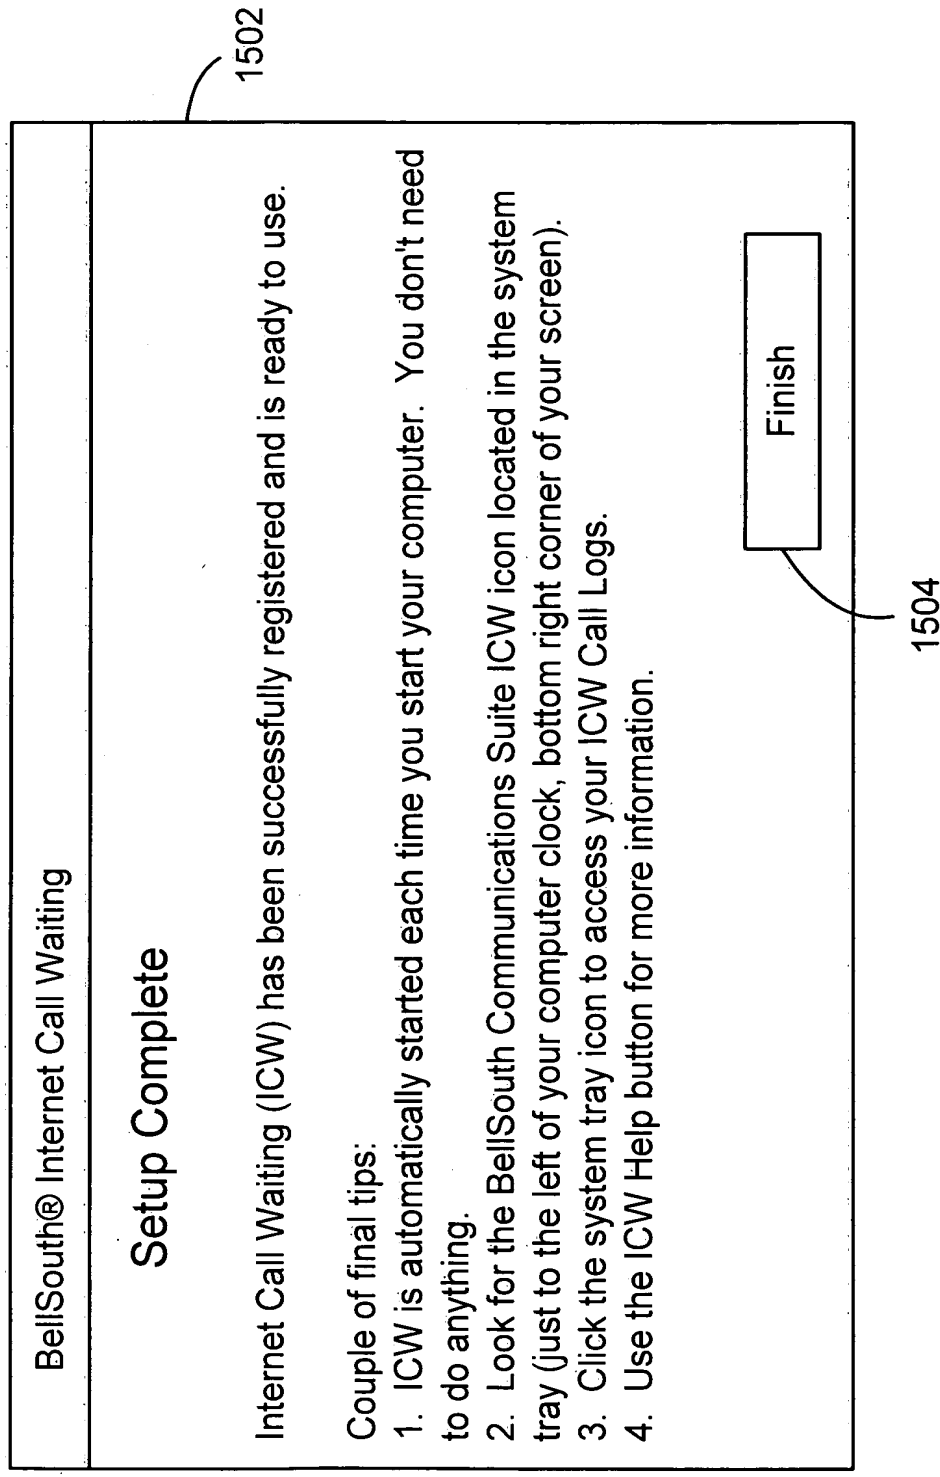 BellSouth® Internet Call Waiting
Setup Complete
Internet Call Waiting (ICW) has been successfully registered and is ready to use.
Couple of final tips:
1. ICW is automatically started each time you start your computer. You don't need
to do anything.
2. Look for the BellSouth Communications Suite ICW icon located in the system
tray (just to the left of your computer clock, bottom right corner of your screen).
3. Click the system tray icon to access your ICW Call Logs.
4. Use the ICW Help button for more information.
Finish
1502
1504